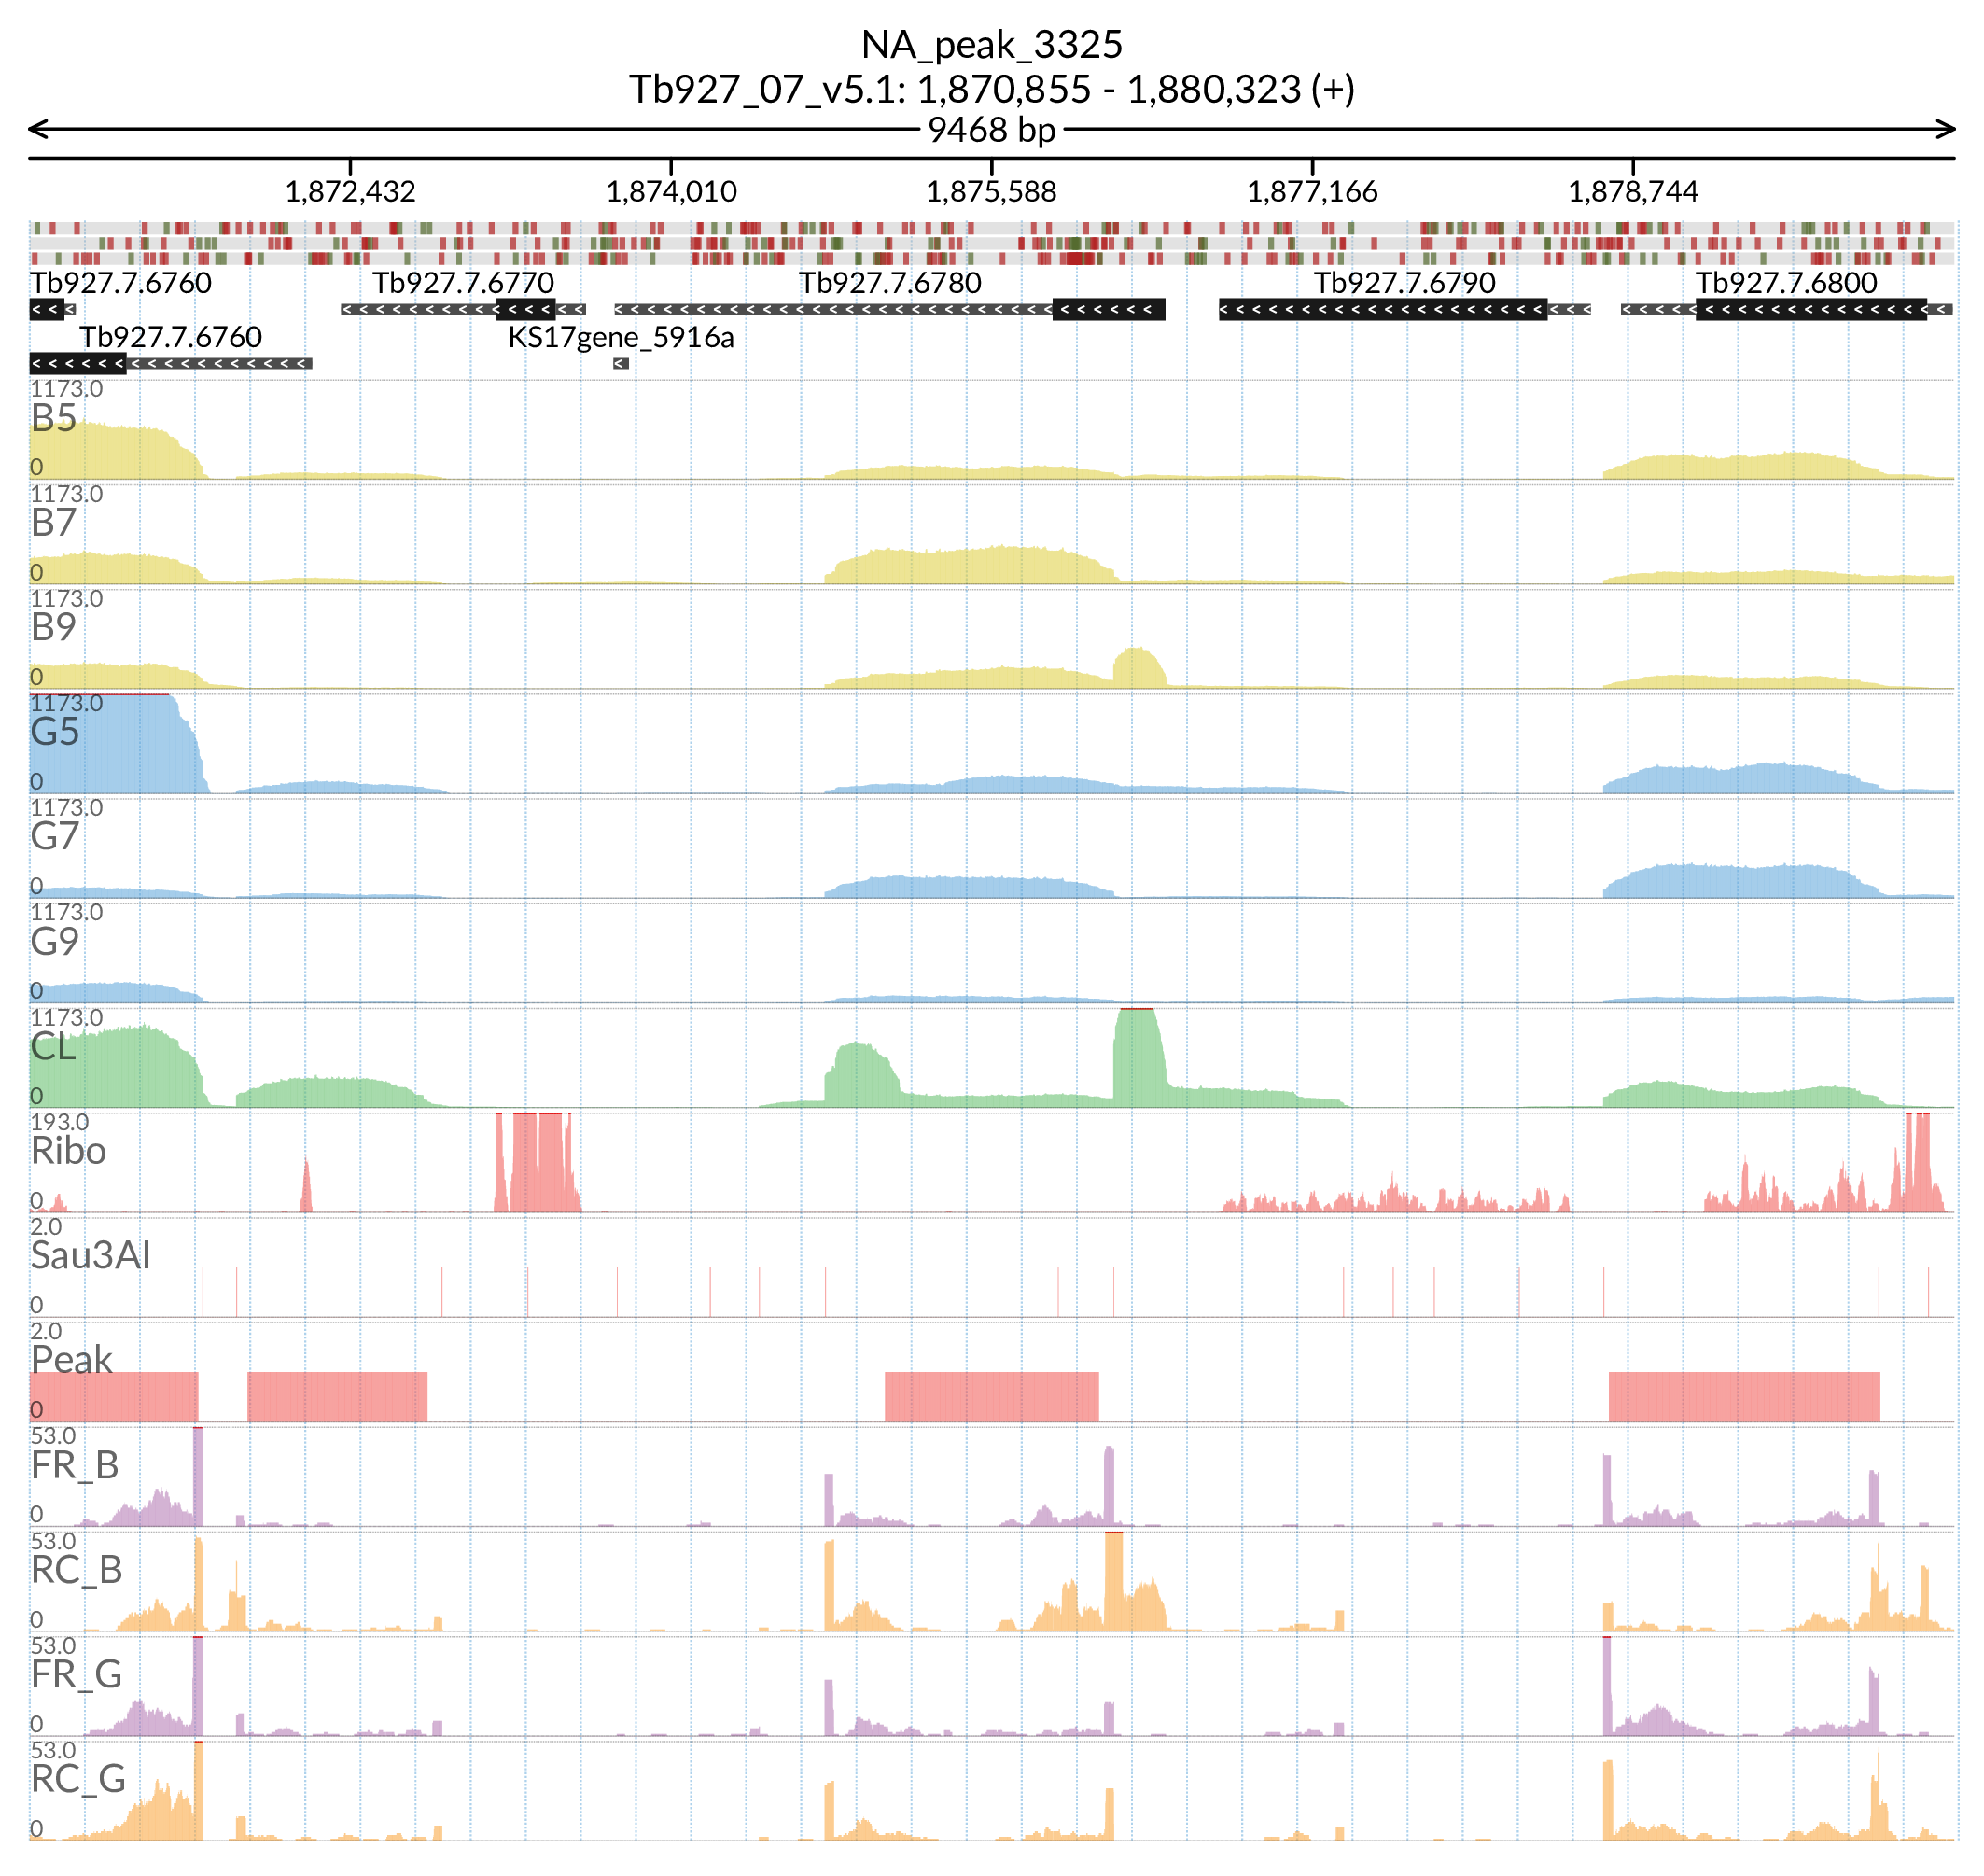 NA_peak_3325
Tb927_07_v5.1: 1,870,855 - 1,880,323 (+)
9468 bp
1,872,432 1,874,010 1,875,588 1,877,166 1,878,744
Tb927.7.6760 Tb927.7.6770 Tb927.7.6780 Tb927.7.6790 Tb927.7.6800
Tb927.7.6760 KS17gene_5916a
1173.0
B5
0
1173.0
B7
0
1173.0
B9
0
1173.0
G5
0
1173.0
G7
0
1173.0
G9
0
1173.0
CL
0
193.0
Ribo
0
2.0
Sau3AI
0
2.0
Peak
0
53.0
FR_B
0
53.0
RC_B
0
53.0
FR_G
0
53.0
RC_G
0